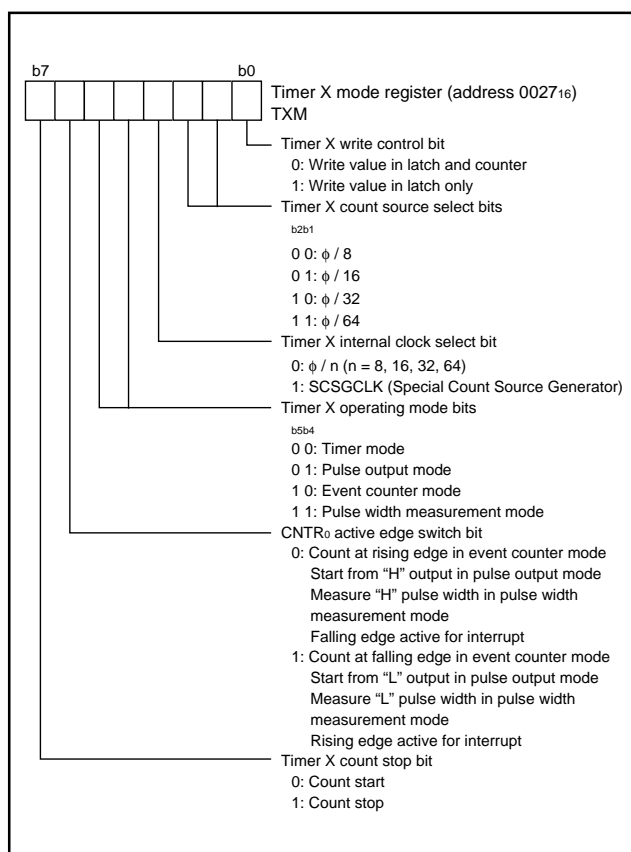 b7 b0
Timer X mode register (address 0027₁₆)
TXM
Timer X write control bit
0: Write value in latch and counter
1: Write value in latch only
Timer X count source select bits
b2b1
0 0: ϕ / 8
0 1: ϕ / 16
1 0: ϕ / 32
1 1: ϕ / 64
Timer X internal clock select bit
0: ϕ / n (n = 8, 16, 32, 64)
1: SCSGCLK (Special Count Source Generator)
Timer X operating mode bits
b5b4
0 0: Timer mode
0 1: Pulse output mode
1 0: Event counter mode
1 1: Pulse width measurement mode
CNTR₀ active edge switch bit
0: Count at rising edge in event counter mode
Start from “H” output in pulse output mode
Measure “H” pulse width in pulse width
measurement mode
Falling edge active for interrupt
1: Count at falling edge in event counter mode
Start from “L” output in pulse output mode
Measure “L” pulse width in pulse width
measurement mode
Rising edge active for interrupt
Timer X count stop bit
0: Count start
1: Count stop